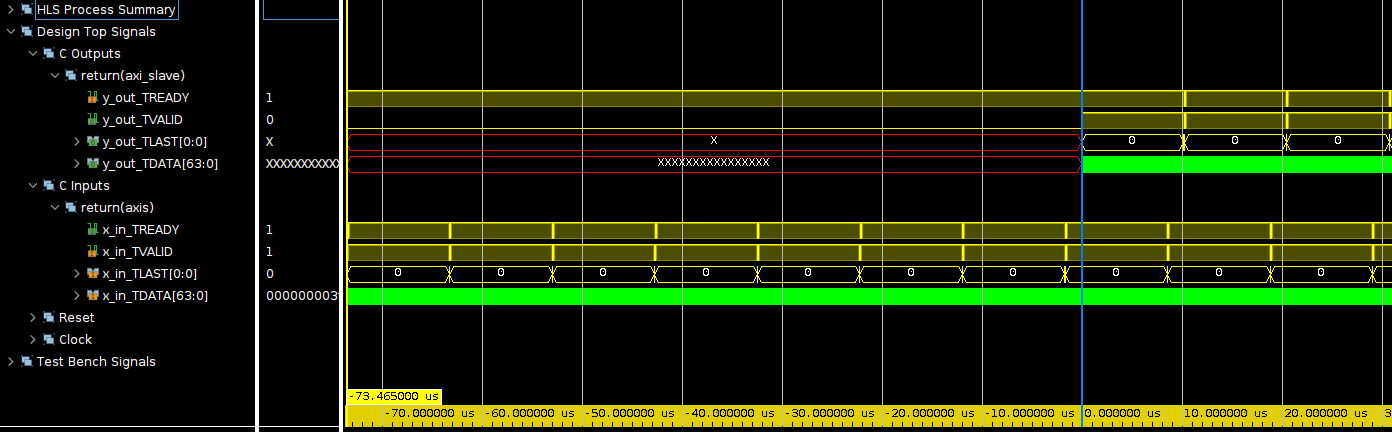 HLS Process Summary
Design Top Signals
C Outputs
return(axi_slave)
y_out_TREADY 1
y_out_TVALID 0
y_out_TLAST[0:0] X X 0 0 0
y_out_TDATA[63:0] XXXXXXXXXXX XXXXXXXXXXXXXXXX
C Inputs
return(axis)
x_in_TREADY 1
x_in_TVALID 1
x_in_TLAST[0:0] 0 0 0 0 0 0 0 0 0 0 0
x_in_TDATA[63:0] 000000003
Reset
Clock
Test Bench Signals
-73.465000 us
-70.000000 us -60.000000 us -50.000000 us -40.000000 us -30.000000 us -20.000000 us -10.000000 us 0.000000 us 10.000000 us 20.000000 us